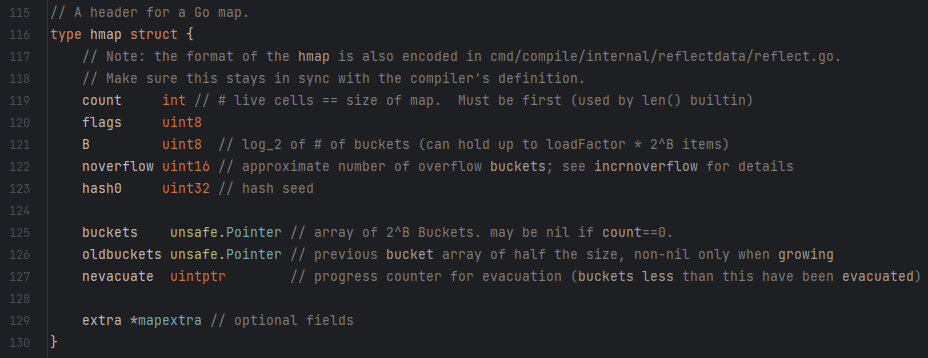 115 // A header for a Go map.
116 type hmap struct {
117     // Note: the format of the hmap is also encoded in cmd/compile/internal/reflectdata/reflect.go.
118     // Make sure this stays in sync with the compiler's definition.
119     count     int // # live cells == size of map.  Must be first (used by len() builtin)
120     flags     uint8
121     B         uint8  // log_2 of # of buckets (can hold up to loadFactor * 2^B items)
122     noverflow uint16 // approximate number of overflow buckets; see incrnoverflow for details
123     hash0     uint32 // hash seed
124
125     buckets    unsafe.Pointer // array of 2^B Buckets. may be nil if count==0.
126     oldbuckets unsafe.Pointer // previous bucket array of half the size, non-nil only when growing
127     nevacuate  uintptr        // progress counter for evacuation (buckets less than this have been evacuated)
128
129     extra *mapextra // optional fields
130 }